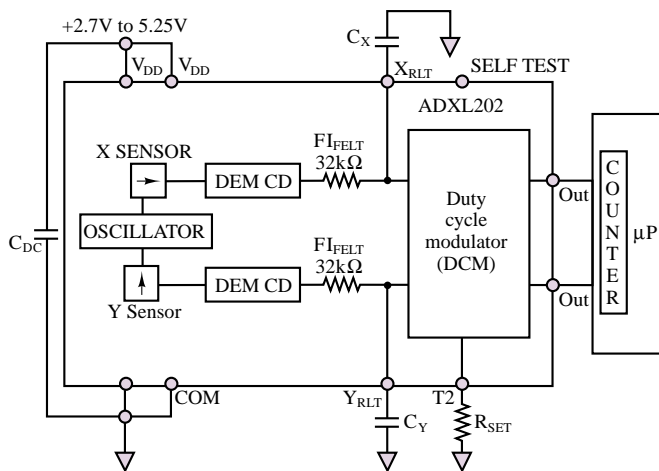 +2.7V to 5.25V
C_X
V_DD
V_DD
X_RLT
SELF TEST
ADXL202
X SENSOR
FI_FELT
32kΩ
DEM CD
C
O
U
N
T
E
R
Duty
cycle
modulator
(DCM)
Out
µP
C_DC
OSCILLATOR
FI_FELT
32kΩ
DEM CD
Y Sensor
Out
COM
Y_RLT
T2
C_Y
R_SET